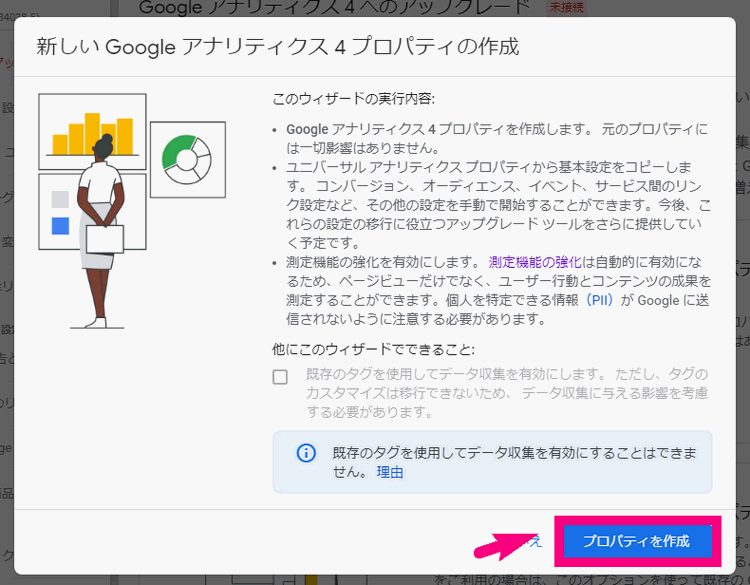 Google アナリティクス 4 へのアップグレード 未接続
新しい Google アナリティクス 4 プロパティの作成
このウィザードの実行内容:
• Google アナリティクス 4 プロパティを作成します。 元のプロパティに
は一切影響はありません。
• ユニバーサル アナリティクス プロパティから基本設定をコピーしま
す。 コンバージョン、オーディエンス、イベント、サービス間のリン
ク設定など、その他の設定を手動で開始することができます。今後、こ
れらの設定の移行に役立つアップグレード ツールをさらに提供してい
く予定です。
• 測定機能の強化を有効にします。 測定機能の強化は自動的に有効にな
るため、ページビューだけでなく、ユーザー行動とコンテンツの成果を
測定することができます。個人を特定できる情報（PII）が Google に送
信されないように注意する必要があります。
他にこのウィザードでできること:
既存のタグを使用してデータ収集を有効にします。 ただし、タグの
カスタマイズは移行できないため、 データ収集に与える影響を考慮
する必要があります。
既存のタグを使用してデータ収集を有効にすることはできま
せん。 理由
え
プロパティを作成
をご利用の場合は、このオプションを使って既存の